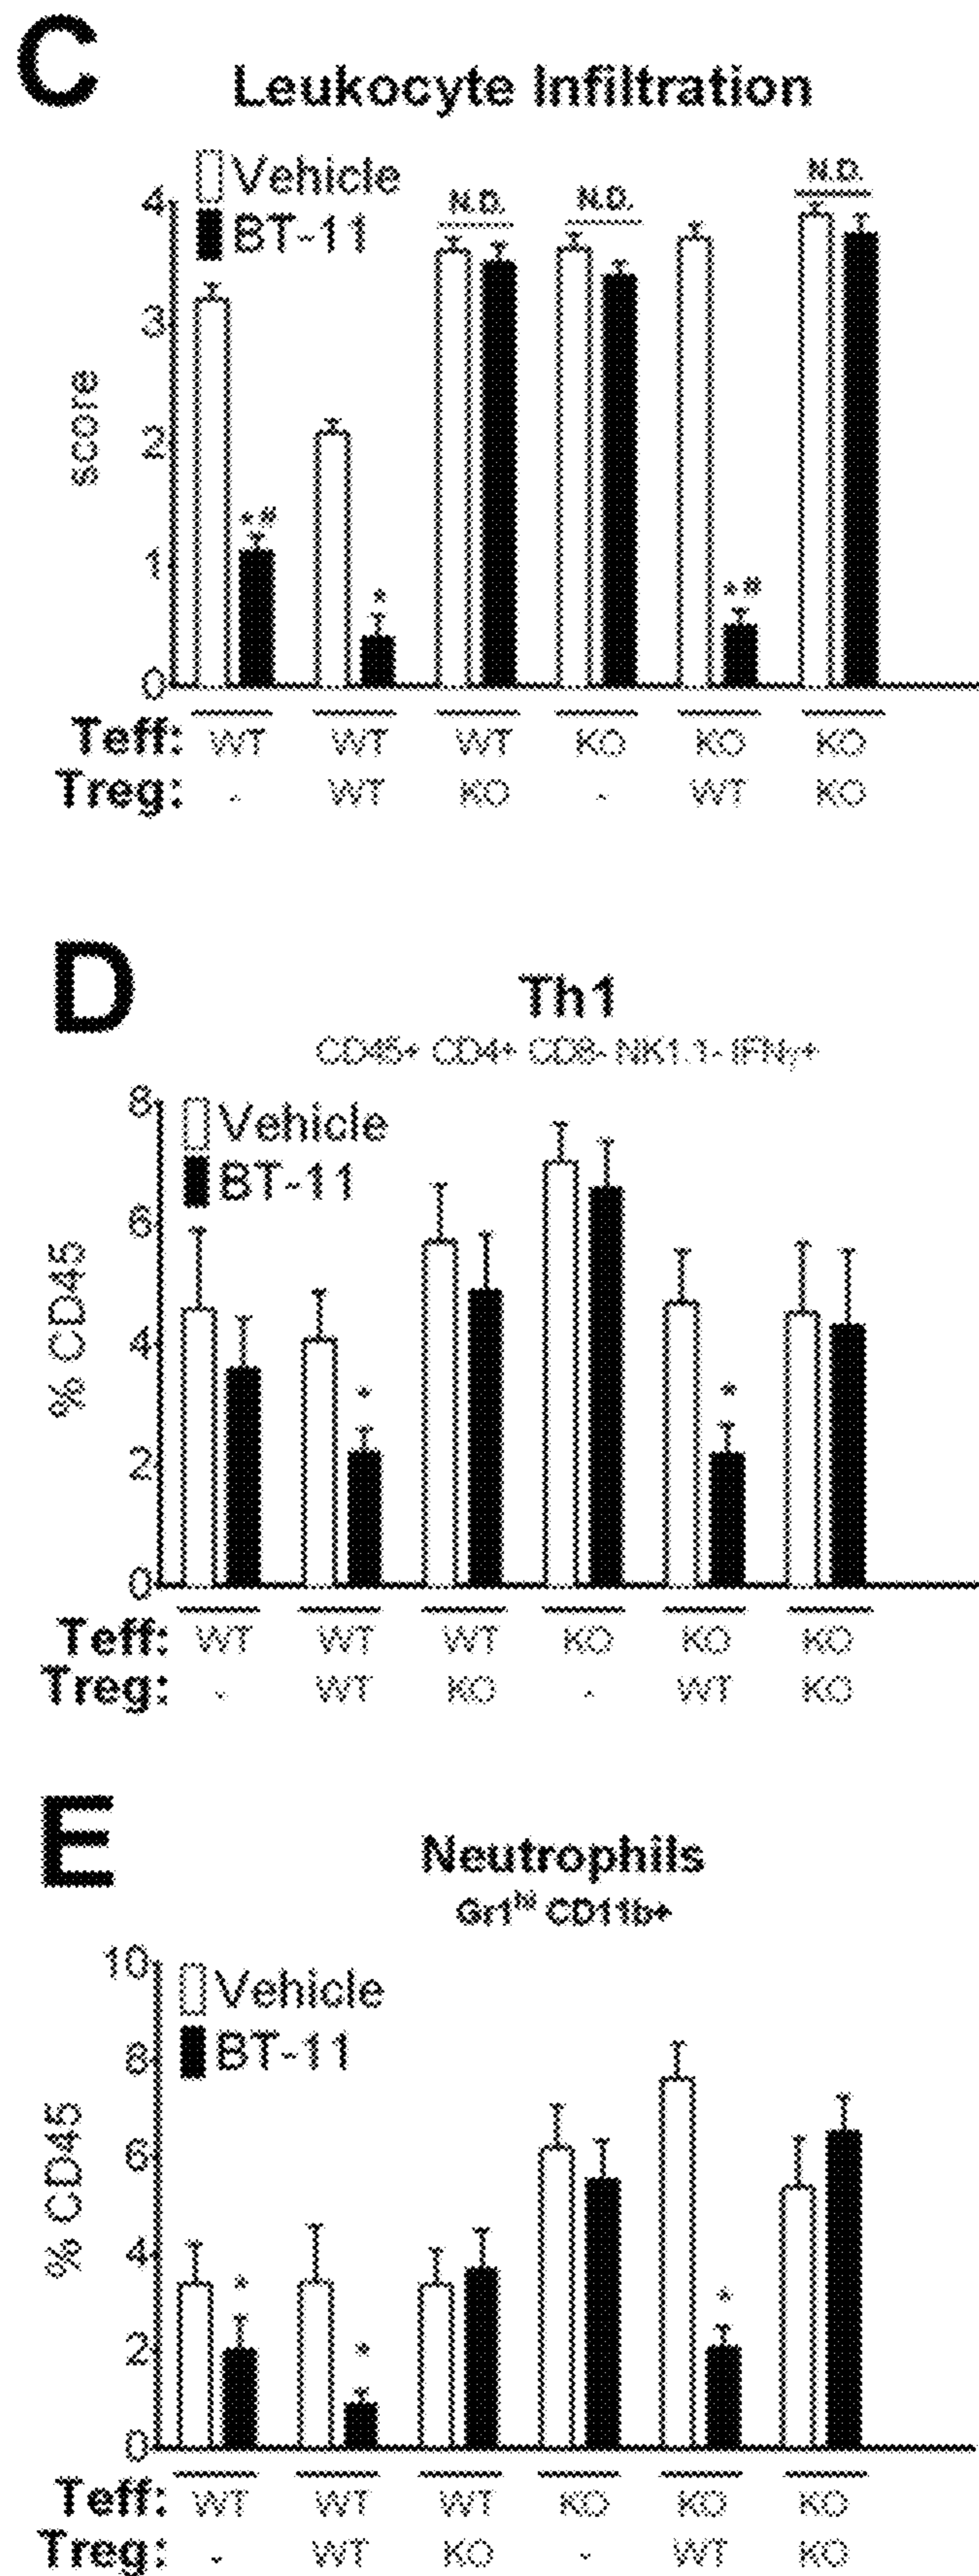 C
Leukocyte Infiltration
Vehicle
BT-11
N.D.
N.D.
N.D.
4
3
2
1
0
score
*#
*
*#
Teff: WT WT WT KO KO KO
Treg: - WT KO - WT KO
D
Th1
CD45+ CD4+ CD8- NK1.1- IFNγ+
Vehicle
BT-11
8
6
4
2
0
% CD45
*
*
Teff: WT WT WT KO KO KO
Treg: - WT KO - WT KO
E
Neutrophils
Gr1hi CD11b+
Vehicle
BT-11
10
8
6
4
2
0
% CD45
*
*
*
Teff: WT WT WT KO KO KO
Treg: - WT KO - WT KO